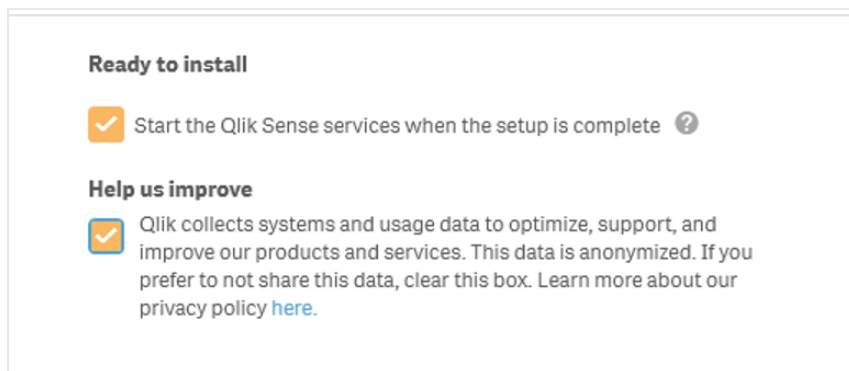 Ready to install
Start the Qlik Sense services when the setup is complete ?
Help us improve
Qlik collects systems and usage data to optimize, support, and
improve our products and services. This data is anonymized. If you
prefer to not share this data, clear this box. Learn more about our
privacy policy here.